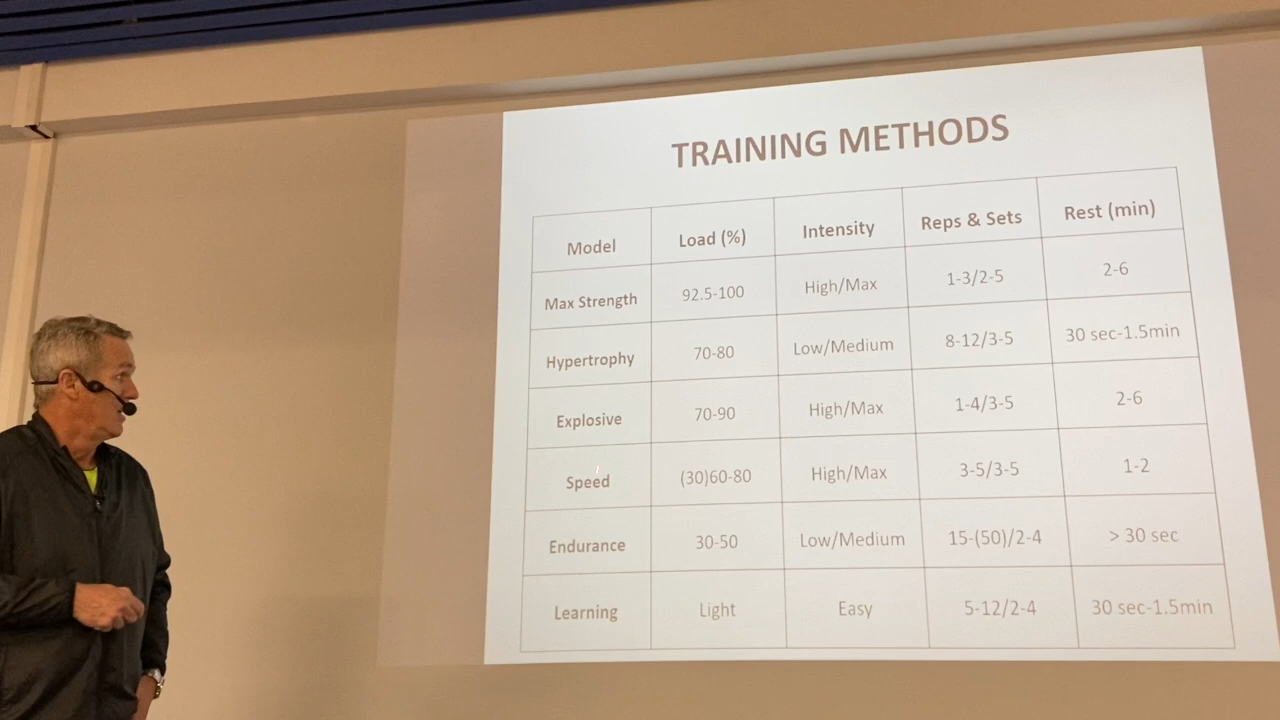 TRAINING METHODS
Model Load (%) Intensity Reps & Sets Rest (min)
Max Strength 92.5-100 High/Max 1-3/2-5 2-6
Hypertrophy 70-80 Low/Medium 8-12/3-5 30 sec-1.5min
Explosive 70-90 High/Max 1-4/3-5 2-6
Speed (30)60-80 High/Max 3-5/3-5 1-2
Endurance 30-50 Low/Medium 15-(50)/2-4 > 30 sec
Learning Light Easy 5-12/2-4 30 sec-1.5min